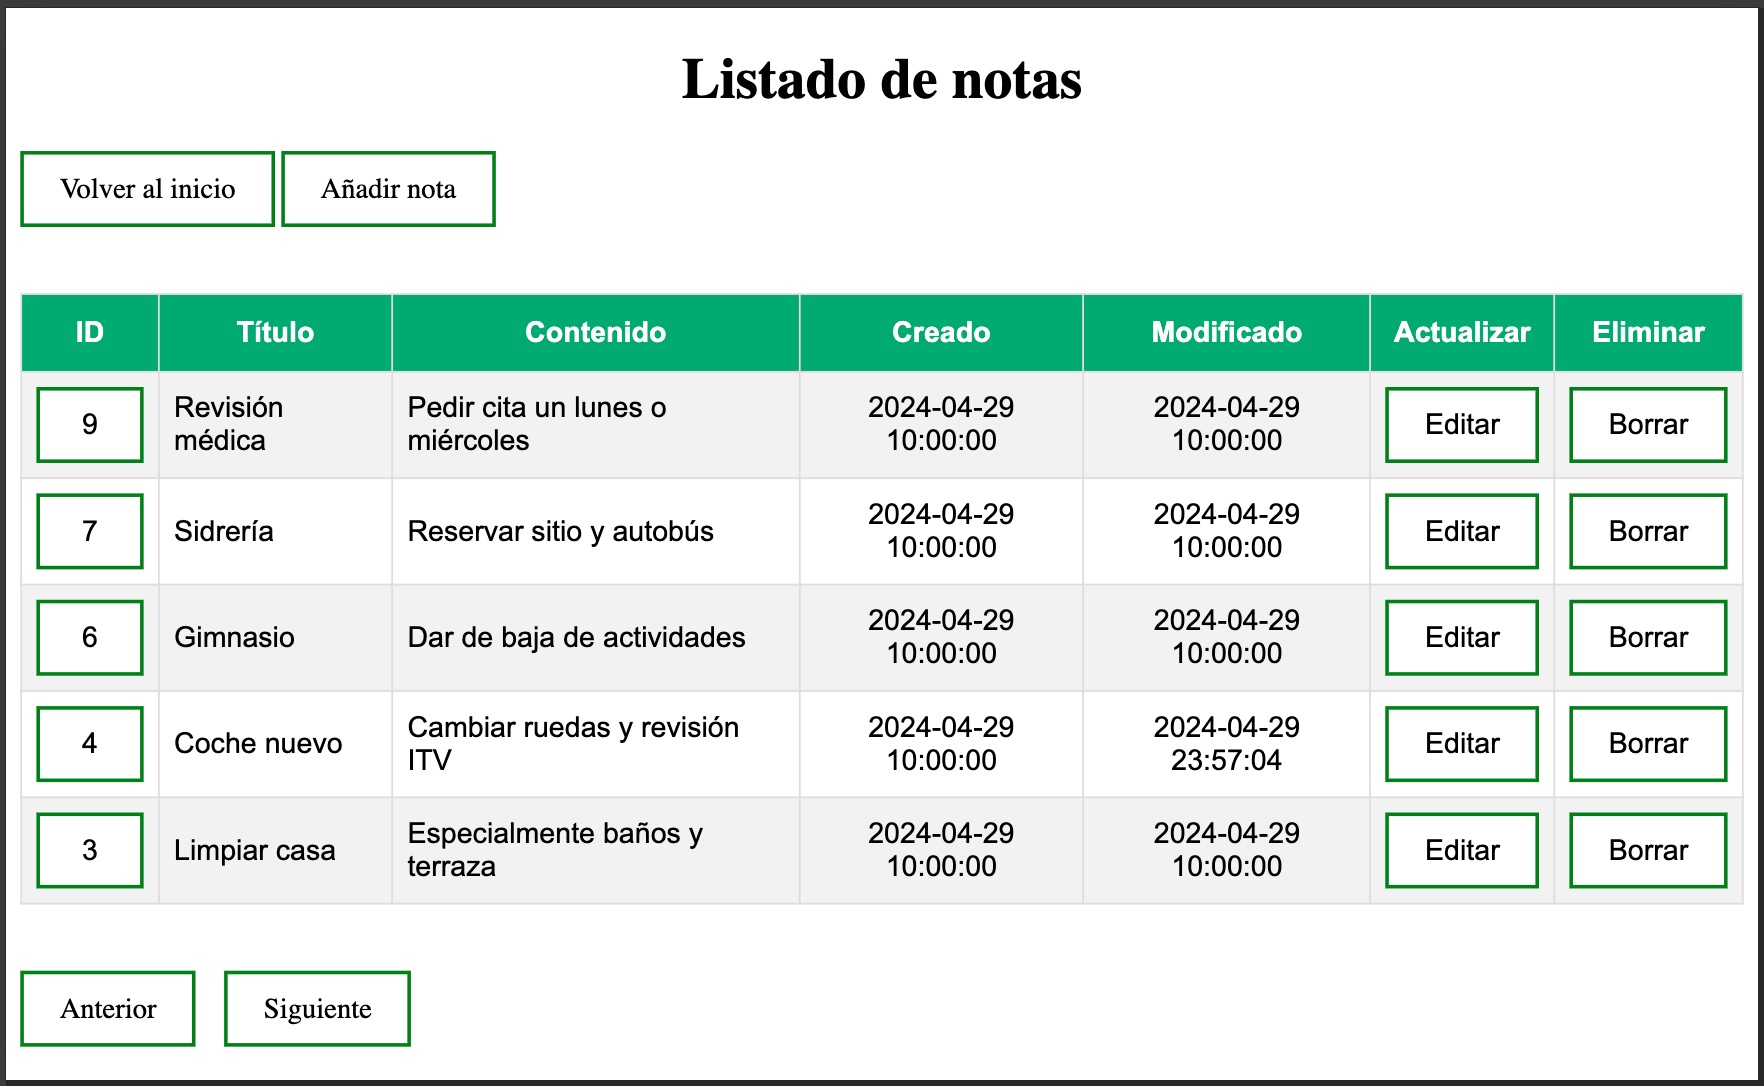 Listado de notas
Volver al inicio Añadir nota
ID Título Contenido Creado Modificado Actualizar Eliminar
9 Revisión médica Pedir cita un lunes o miércoles 2024-04-29 10:00:00 2024-04-29 10:00:00 Editar Borrar
7 Sidrería Reservar sitio y autobús 2024-04-29 10:00:00 2024-04-29 10:00:00 Editar Borrar
6 Gimnasio Dar de baja de actividades 2024-04-29 10:00:00 2024-04-29 10:00:00 Editar Borrar
4 Coche nuevo Cambiar ruedas y revisión ITV 2024-04-29 10:00:00 2024-04-29 23:57:04 Editar Borrar
3 Limpiar casa Especialmente baños y terraza 2024-04-29 10:00:00 2024-04-29 10:00:00 Editar Borrar
Anterior Siguiente